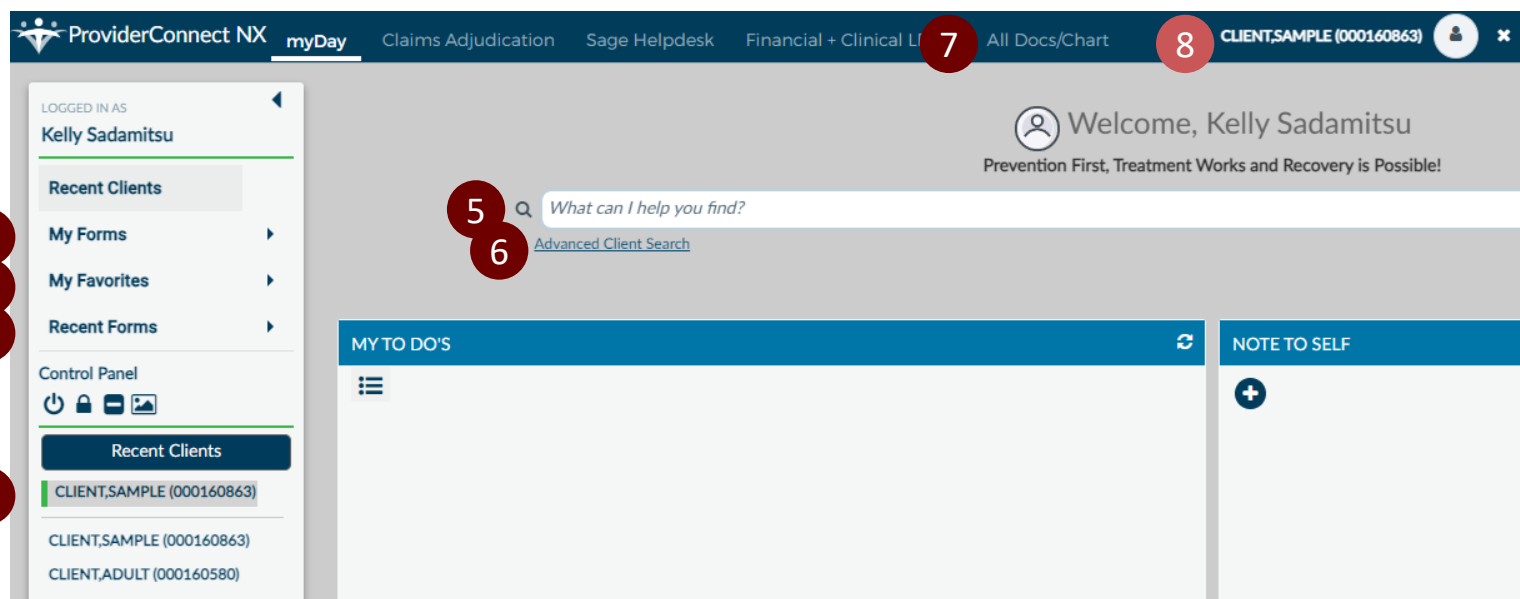 ProviderConnect NX myDay Claims Adjudication Sage Helpdesk Financial + Clinical 7 All Docs/Chart 8 CLIENT,SAMPLE (000160863)
LOGGED IN AS
Kelly Sadamitsu
Welcome, Kelly Sadamitsu
Prevention First, Treatment Works and Recovery is Possible!
Recent Clients
5 What can I help you find?
My Forms
6 Advanced Client Search
My Favorites
Recent Forms
MY TO DO'S
NOTE TO SELF
Control Panel
Recent Clients
CLIENT,SAMPLE (000160863)
CLIENT,SAMPLE (000160863)
CLIENT,ADULT (000160580)